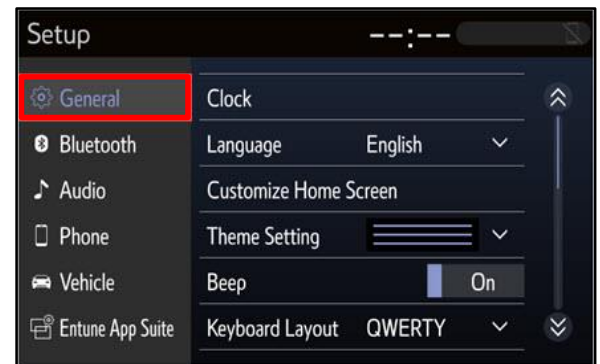 Setup --:--
General
Bluetooth
Audio
Phone
Vehicle
Entune App Suite
Clock
Language English
Customize Home Screen
Theme Setting
Beep On
Keyboard Layout QWERTY